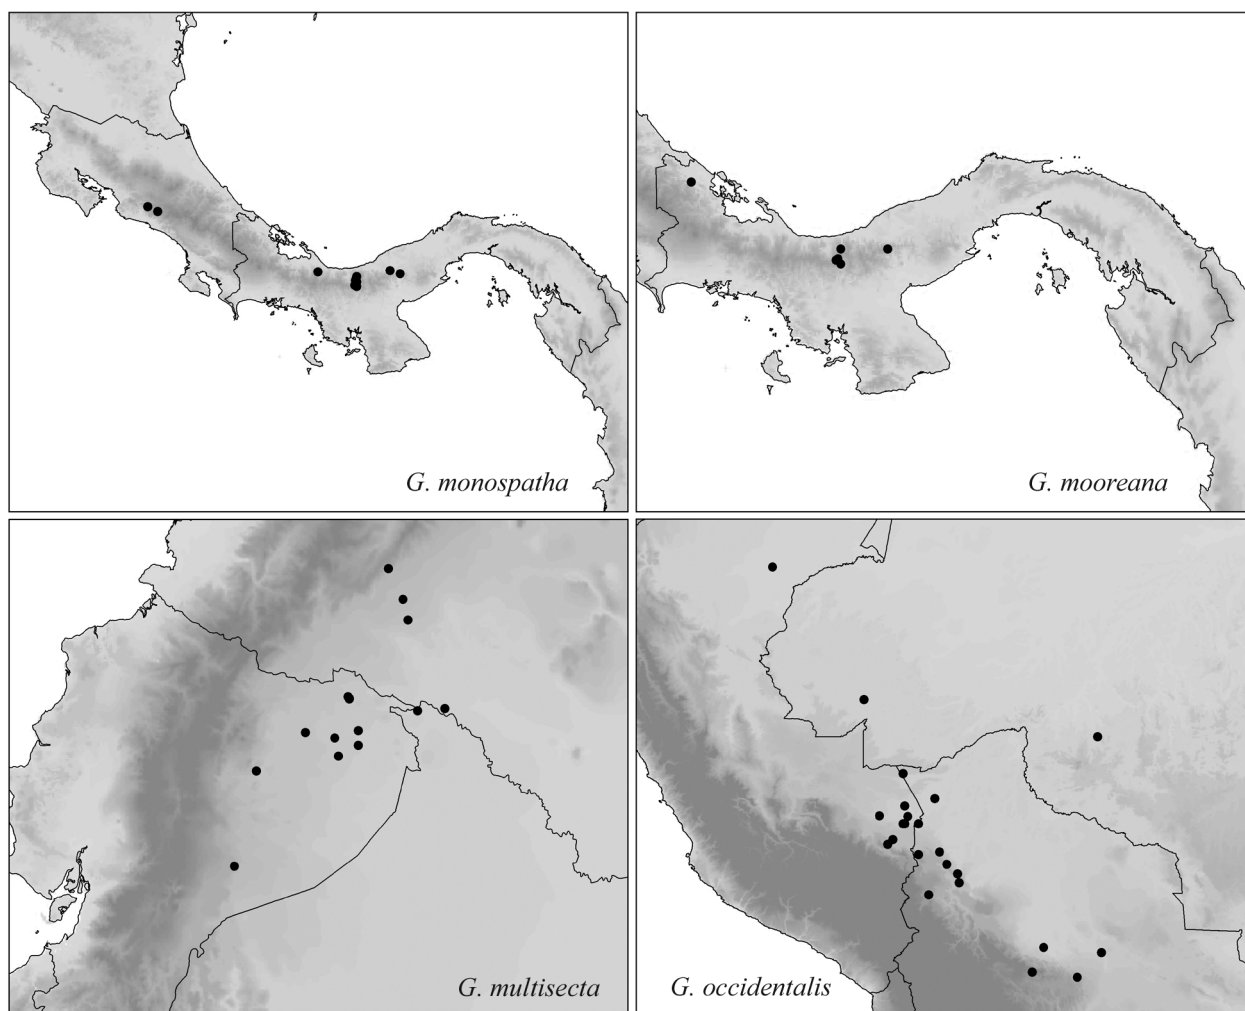 G. monospatha
G. mooreana
G. multisecta
G. occidentalis